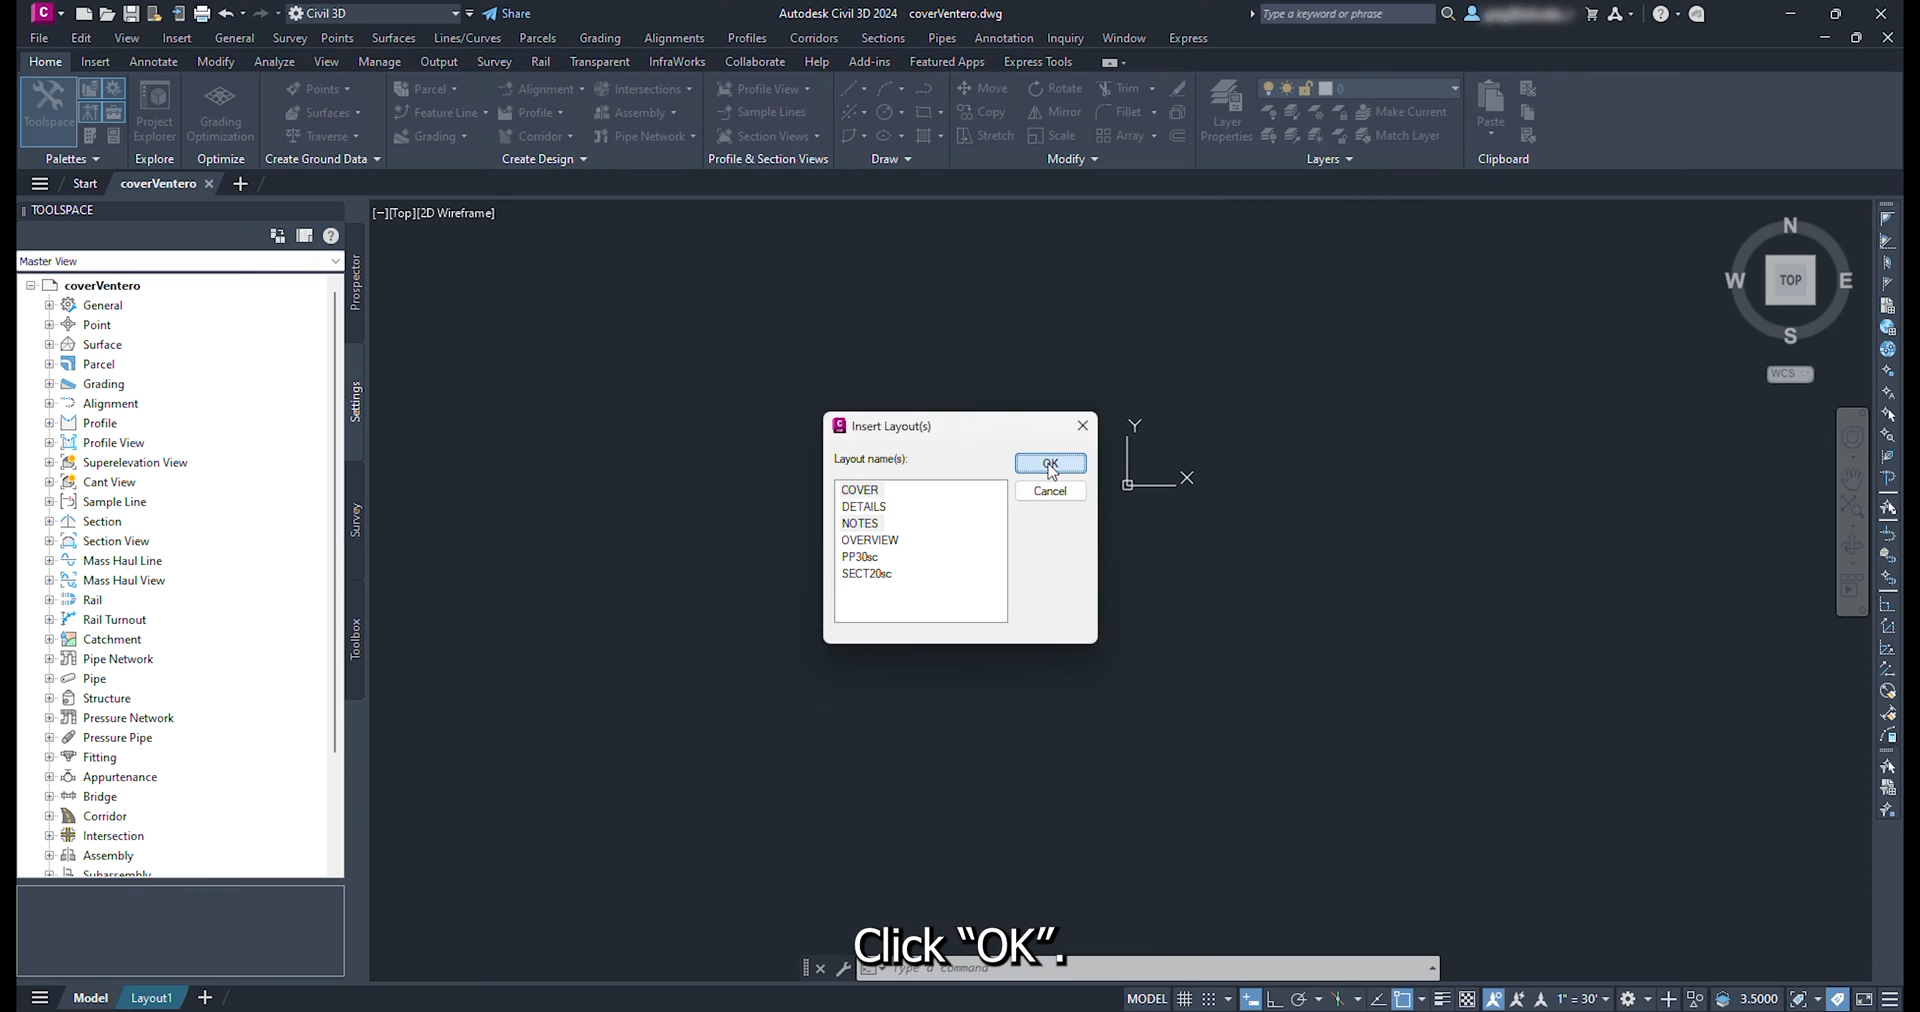 Civil 3D
Share
Autodesk Civil 3D 2024 coverVentero.dwg
Type a keyword or phrase
File Edit View Insert General Survey Points Surfaces Lines/Curves Parcels Grading Alignments Profiles Corridors Sections Pipes Annotation Inquiry Window Express
Home Insert Annotate Modify Analyze View Manage Output Survey Rail Transparent InfraWorks Collaborate Help Add-ins Featured Apps Express Tools
Toolspace
Palettes
Project Explorer
Explore
Grading Optimization
Optimize
Points
Surfaces
Traverse
Create Ground Data
Parcel
Feature Line
Grading
Alignment
Profile
Corridor
Intersections
Assembly
Pipe Network
Create Design
Profile View
Sample Lines
Section Views
Profile & Section Views
Draw
Move
Copy
Stretch
Rotate
Mirror
Scale
Trim
Fillet
Array
Modify
Layer Properties
0
Make Current
Match Layer
Layers
Paste
Clipboard
Start coverVentero
TOOLSPACE
Master View
coverVentero
General
Point
Surface
Parcel
Grading
Alignment
Profile
Profile View
Superelevation View
Cant View
Sample Line
Section
Section View
Mass Haul Line
Mass Haul View
Rail
Rail Turnout
Catchment
Pipe Network
Pipe
Structure
Pressure Network
Pressure Pipe
Fitting
Appurtenance
Bridge
Corridor
Intersection
Assembly
Subassembly
Prospector
Settings
Survey
Toolbox
[−][Top][2D Wireframe]
N
W TOP E
S
WCS
Y
X
Insert Layout(s)
Layout name(s):
OK
Cancel
COVER
DETAILS
NOTES
OVERVIEW
PP30sc
SECT20sc
Click “OK”.
Type a command
Model Layout1
MODEL
1" = 30'
3.5000